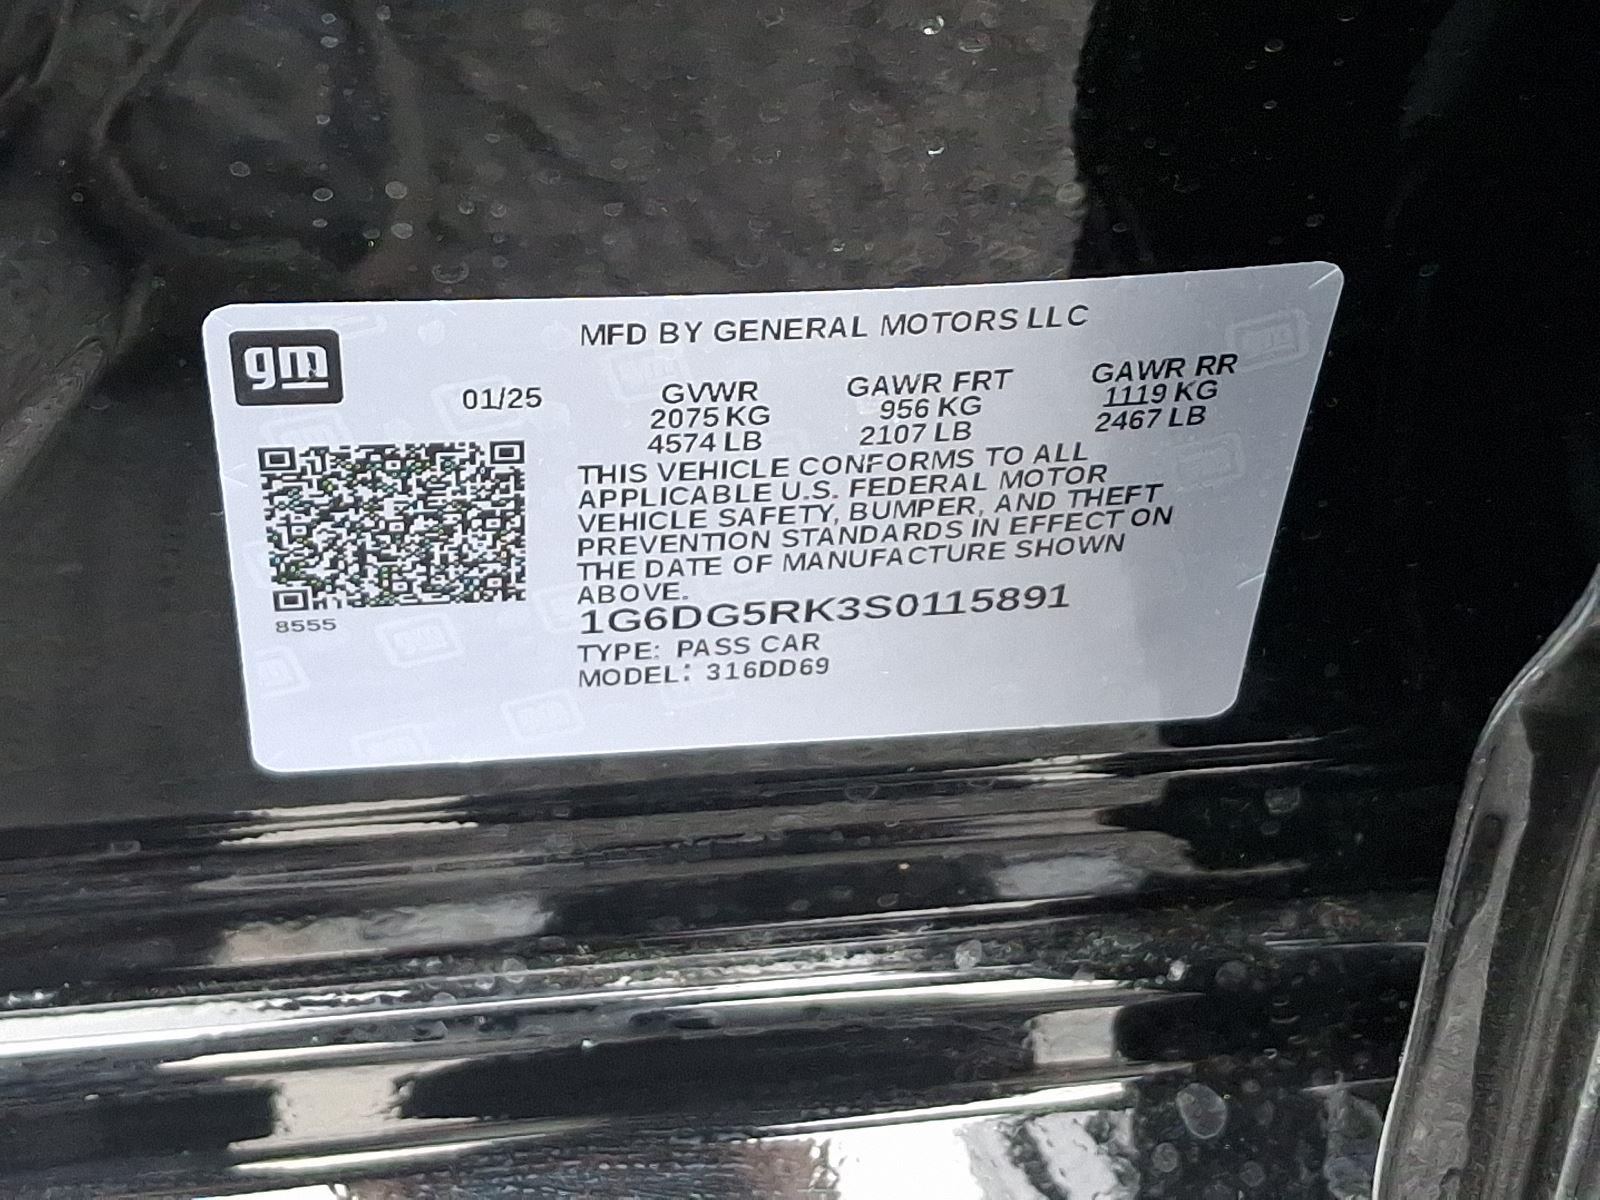 gm
MFD BY GENERAL MOTORS LLC
01/25 GVWR GAWR FRT GAWR RR
2075 KG 956 KG 1119 KG
4574 LB 2107 LB 2467 LB
THIS VEHICLE CONFORMS TO ALL
APPLICABLE U.S. FEDERAL MOTOR
VEHICLE SAFETY, BUMPER, AND THEFT
PREVENTION STANDARDS IN EFFECT ON
THE DATE OF MANUFACTURE SHOWN
ABOVE.
1G6DG5RK3S0115891
8555
TYPE: PASS CAR
MODEL: 316DD69